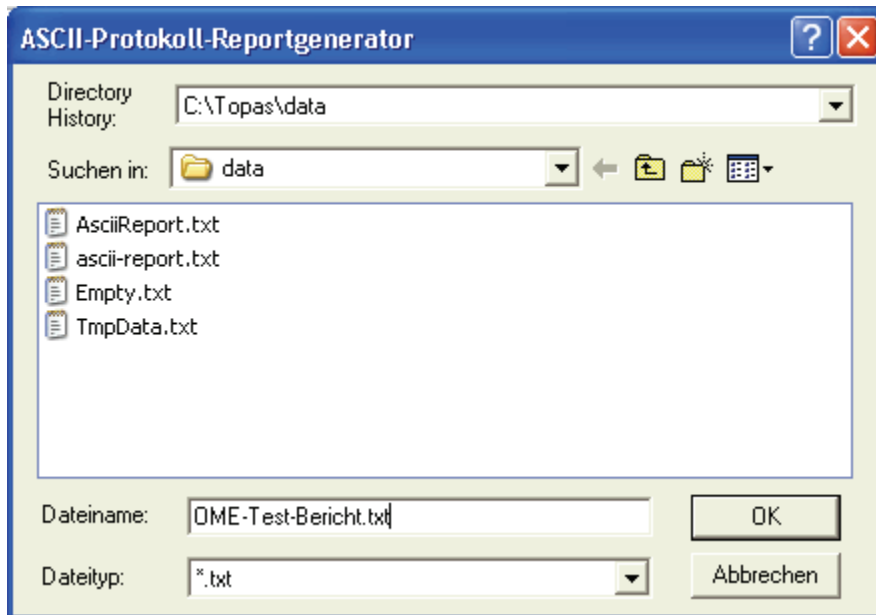 ASCII-Protokoll-Reportgenerator
Directory
History:
C:\Topas\data
Suchen in:
data
AsciiReport.txt
ascii-report.txt
Empty.txt
TmpData.txt
Dateiname:
OME-Test-Bericht.txt
OK
Dateityp:
*.txt
Abbrechen